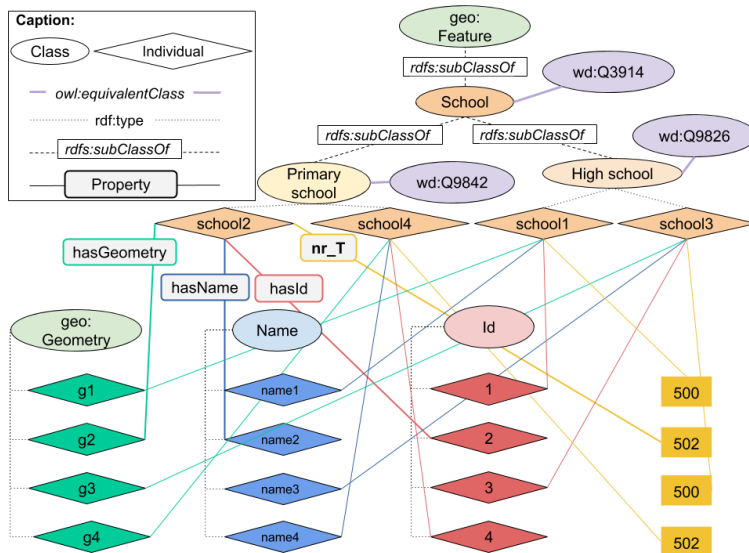 Caption:
Class
Individual
owl:equivalentClass
rdf:type
rdfs:subClassOf
Property
geo:
Feature
rdfs:subClassOf
wd:Q3914
School
rdfs:subClassOf
rdfs:subClassOf
wd:Q9826
Primary
school
wd:Q9842
High school
school2
school4
school1
school3
hasGeometry
nr_T
hasName
hasId
geo:
Geometry
Name
Id
g1
name1
1
500
g2
name2
2
502
g3
name3
3
500
g4
name4
4
502